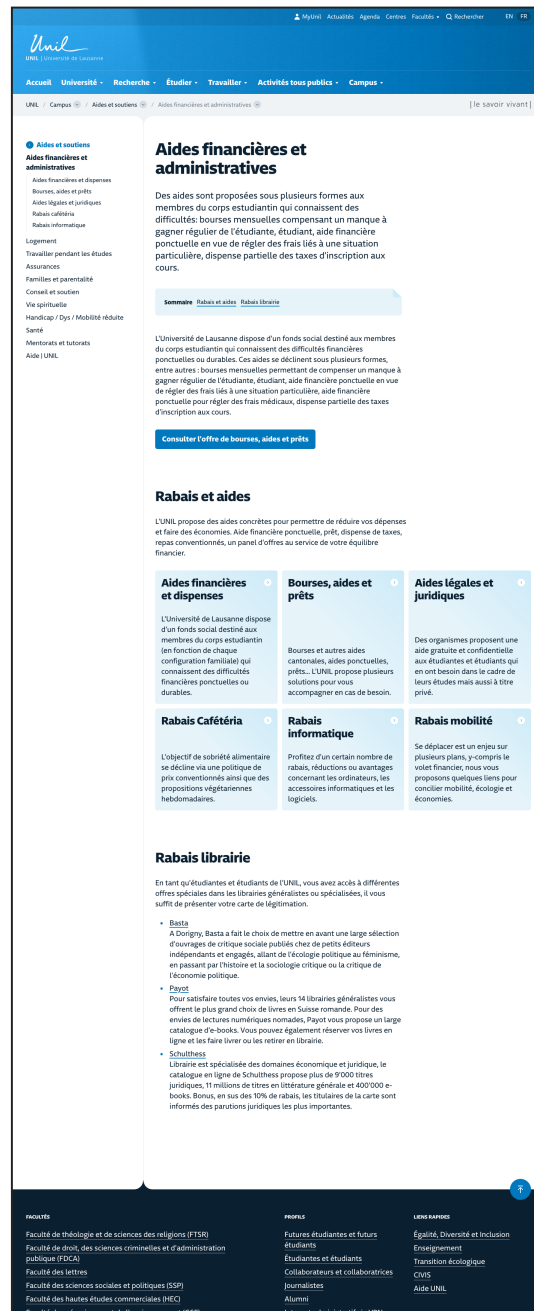 MyUnil Actualités Agenda Centres Facultés Rechercher EN FR
Unil
UNIL | Université de Lausanne
Accueil Université Recherche Étudier Travailler Activités tous publics Campus
UNIL / Campus / Aides et soutiens / Aides financières et administratives
| le savoir vivant |
Aides et soutiens
Aides financières et
administratives
Aides financières et dispenses
Bourses, aides et prêts
Aides légales et juridiques
Rabais cafétéria
Rabais informatique
Logement
Travailler pendant les études
Assurances
Familles et parentalité
Conseil et soutien
Vie spirituelle
Handicap / Dys / Mobilité réduite
Santé
Mentorats et tutorats
Aide | UNIL
Aides financières et
administratives
Des aides sont proposées sous plusieurs formes aux
membres du corps estudiantin qui connaissent des
difficultés: bourses mensuelles compensant un manque à
gagner régulier de l'étudiante, étudiant, aide financière
ponctuelle en vue de régler des frais liés à une situation
particulière, dispense partielle des taxes d'inscription aux
cours.
Sommaire Rabais et aides Rabais librairie
L'Université de Lausanne dispose d'un fonds social destiné aux membres
du corps estudiantin qui connaissent des difficultés financières
ponctuelles ou durables. Ces aides se déclinent sous plusieurs formes,
entre autres : bourses mensuelles permettant de compenser un manque à
gagner régulier de l'étudiante, étudiant, aide financière ponctuelle en vue
de régler des frais liés à une situation particulière, aide financière
ponctuelle pour régler des frais médicaux, dispense partielle des taxes
d'inscription aux cours.
Consulter l'offre de bourses, aides et prêts
Rabais et aides
L'UNIL propose des aides concrètes pour permettre de réduire vos dépenses
et faire des économies. Aide financière ponctuelle, prêt, dispense de taxes,
repas conventionnés, un panel d'offres au service de votre équilibre
financier.
Aides financières
et dispenses
L'Université de Lausanne dispose
d'un fonds social destiné aux
membres du corps estudiantin
(en fonction de chaque
configuration familiale) qui
connaissent des difficultés
financières ponctuelles ou
durables.
Bourses, aides et
prêts
Bourses et autres aides
cantonales, aides ponctuelles,
prêts... L'UNIL propose plusieurs
solutions pour vous
accompagner en cas de besoin.
Aides légales et
juridiques
Des organismes proposent une
aide gratuite et confidentielle
aux étudiantes et étudiants qui
en ont besoin dans le cadre de
leurs études mais aussi à titre
privé.
Rabais Cafétéria
L'objectif de sobriété alimentaire
se décline via une politique de
prix conventionnés ainsi que des
propositions végétariennes
hebdomadaires.
Rabais
informatique
Profitez d'un certain nombre de
rabais, réductions ou avantages
concernant les ordinateurs, les
accessoires informatiques et les
logiciels.
Rabais mobilité
Se déplacer est un enjeu sur
plusieurs plans, y-compris le
volet financier, nous vous
proposons quelques liens pour
concilier mobilité, écologie et
économies.
Rabais librairie
En tant qu'étudiantes et étudiants de l'UNIL, vous avez accès à différentes
offres spéciales dans les librairies généralistes ou spécialisées, il vous
suffit de présenter votre carte de légitimation.
Basta
A Dorigny, Basta a fait le choix de mettre en avant une large sélection
d'ouvrages de critique sociale publiés chez de petits éditeurs
indépendants et engagés, allant de l'écologie politique au féminisme,
en passant par l'histoire et la sociologie critique ou la critique de
l'économie politique.
Payot
Pour satisfaire toutes vos envies, leurs 14 librairies généralistes vous
offrent le plus grand choix de livres en Suisse romande. Pour des
envies de lectures numériques nomades, Payot vous propose un large
catalogue d'e-books. Vous pouvez également réserver vos livres en
ligne et les faire livrer ou les retirer en librairie.
Schulthess
Librairie est spécialisée des domaines économique et juridique, le
catalogue en ligne de Schulthess propose plus de 9'000 titres
juridiques, 11 millions de titres en littérature générale et 400'000 e-
books. Bonus, en sus des 10% de rabais, les titulaires de la carte sont
informés des parutions juridiques les plus importantes.
FACULTÉS
Faculté de théologie et de sciences des religions (FTSR)
Faculté de droit, des sciences criminelles et d'administration
publique (FDCA)
Faculté des lettres
Faculté des sciences sociales et politiques (SSP)
Faculté des hautes études commerciales (HEC)
PROFILS
Futures étudiantes et futurs
étudiants
Étudiantes et étudiants
Collaborateurs et collaboratrices
Journalistes
Alumni
LIENS RAPIDES
Égalité, Diversité et Inclusion
Enseignement
Transition écologique
CIVIS
Aide UNIL